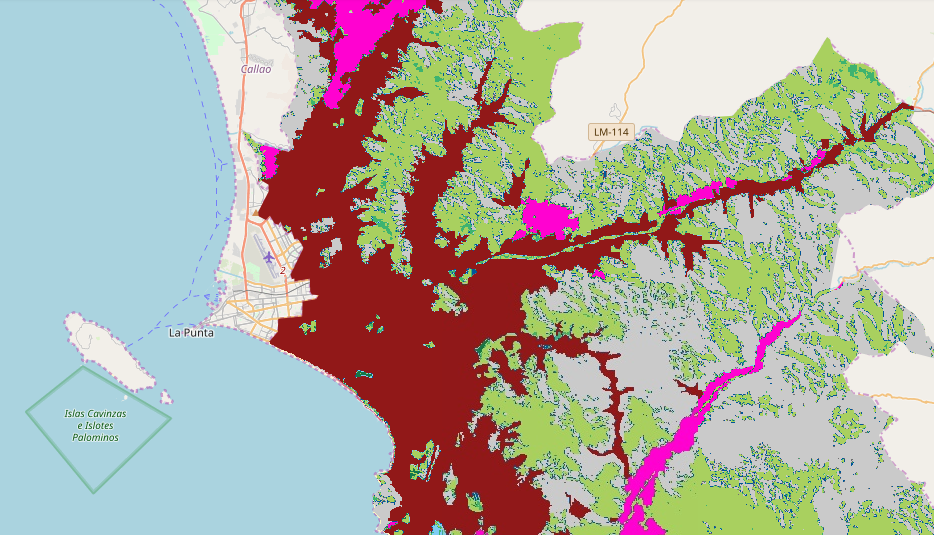 Callao
LM-114
2
La Punta
Islas Cavinzas
e Islotes
Palominos